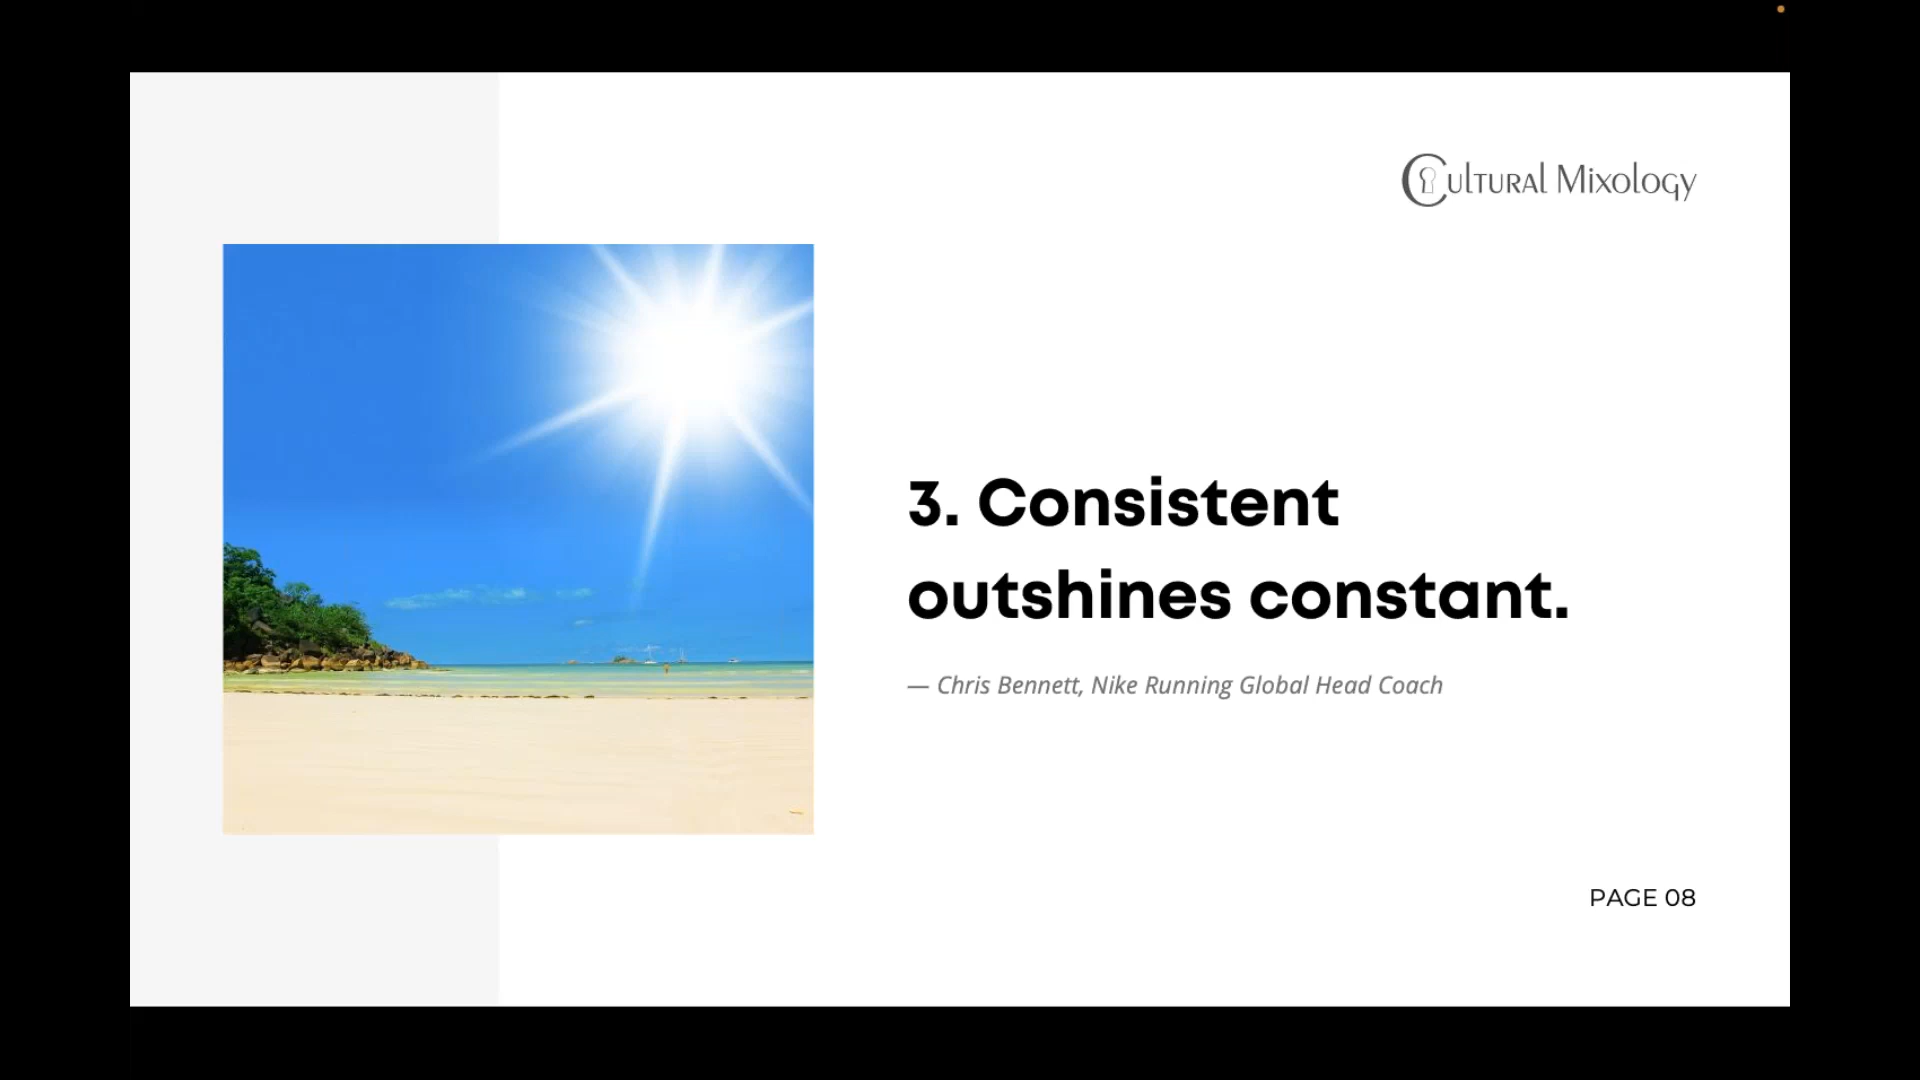 Cultural Mixology
3. Consistent
outshines constant.
— Chris Bennett, Nike Running Global Head Coach
PAGE 08